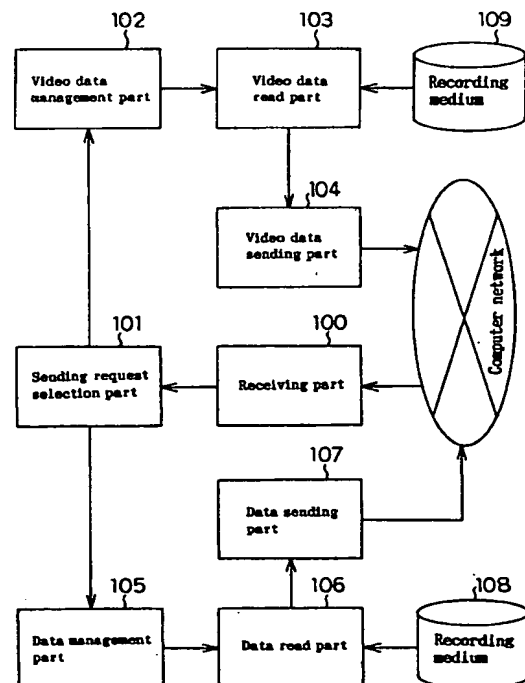 102
103
109
Video data
management part
Video data
read part
Recording
medium
104
Video data
sending part
Computer network
101
100
Sending request
selection part
Receiving part
107
Data sending
part
105
106
108
Data management
part
Data read part
Recording
medium